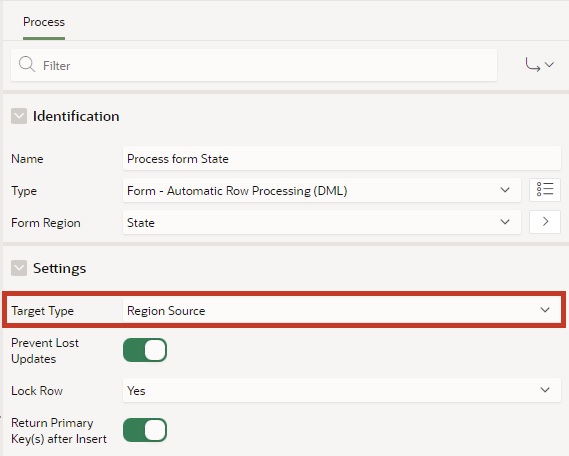 Process
Filter
Identification
Name Process form State
Type Form - Automatic Row Processing (DML)
Form Region State
Settings
Target Type Region Source
Prevent Lost
Updates
Lock Row Yes
Return Primary
Key(s) after Insert